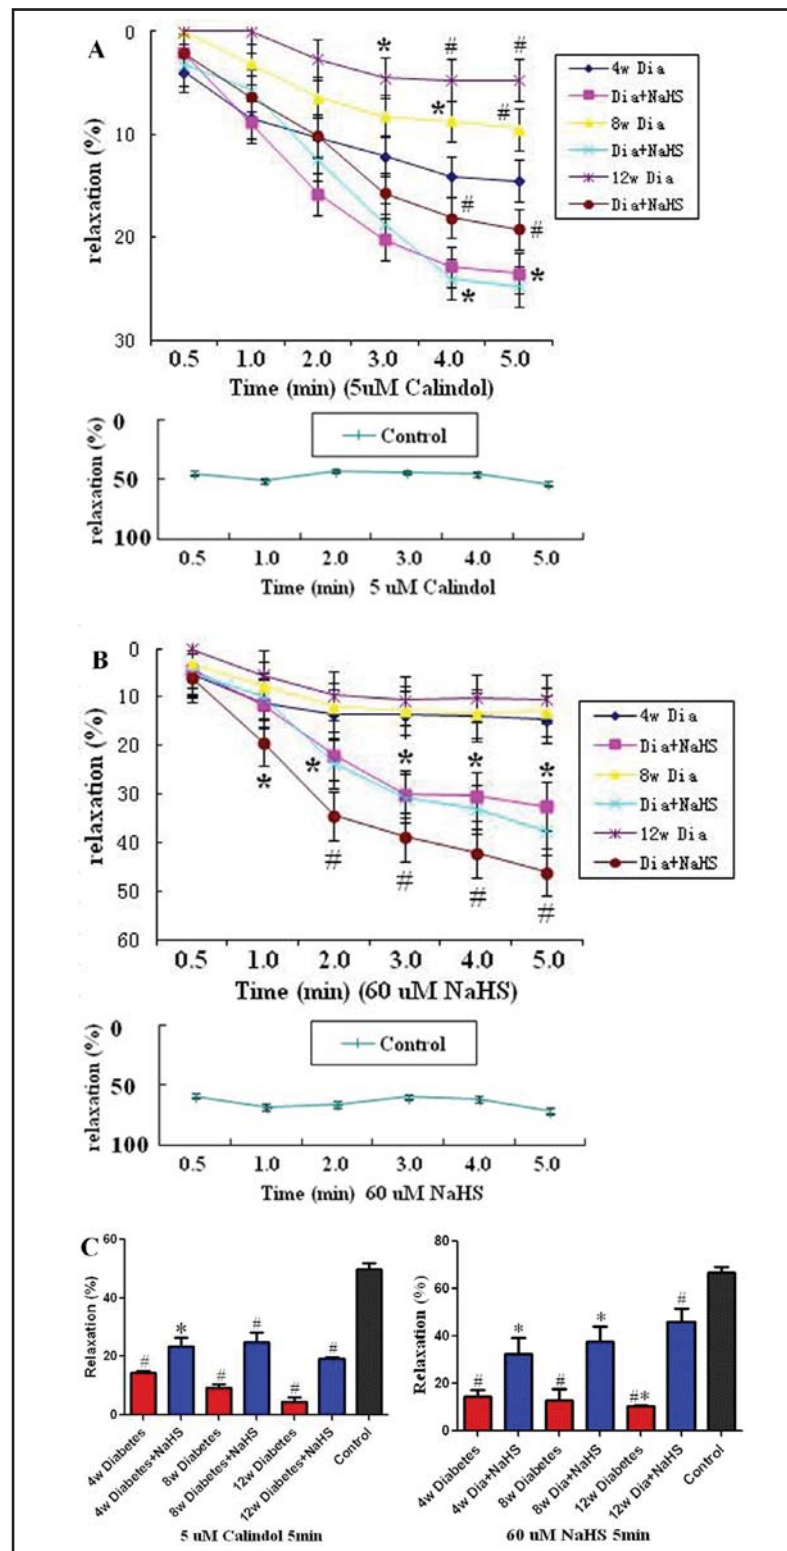 A
relaxation (%)
0
10
20
30
* # #
* #
#
#
*
*
4w Dia
Dia+NaHS
8w Dia
Dia+NaHS
12w Dia
Dia+NaHS
0.5 1.0 2.0 3.0 4.0 5.0
Time (min) (5uM Calindol)
relaxation (%)
0
50
100
Control
0.5 1.0 2.0 3.0 4.0 5.0
Time (min) 5 uM Calindol
B
relaxation (%)
0
10
20
30
40
50
60
* * * * *
# # # #
4w Dia
Dia+NaHS
8w Dia
Dia+NaHS
12w Dia
Dia+NaHS
0.5 1.0 2.0 3.0 4.0 5.0
Time (min) (60 uM NaHS)
relaxation (%)
0
50
100
Control
0.5 1.0 2.0 3.0 4.0 5.0
Time (min) 60 uM NaHS
C
Relaxation (%)
60
40
20
0
# * # # # #
4w Diabetes
4w Diabetes+NaHS
8w Diabetes
8w Diabetes+NaHS
12w Diabetes
12w Diabetes+NaHS
Control
5 uM Calindol 5min
Relaxation (%)
80
60
40
20
0
# * # * #* #
4w Diabetes
4w Dia+NaHS
8w Diabetes
8w Dia+NaHS
12w Diabetes
12w Dia+NaHS
Control
60 uM NaHS 5min